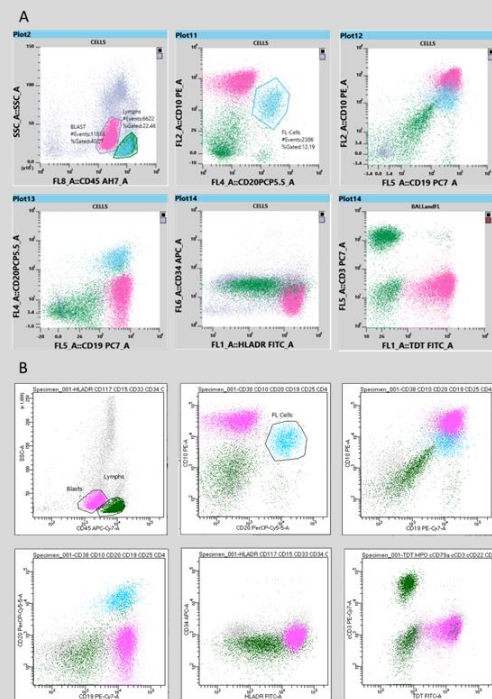 A
Plot2
CELLS
SSC_A::SSC_A
BLAST
Lymphs
#Events:6622
%Gated:22.46
FL8_A::CD45 AH7_A
Plot11
CELLS
FL2_A::CD10 PE_A
FL-Cells
#Events:2386
%Gated:12.19
FL4_A::CD20PCP5.5_A
Plot12
CELLS
FL2_A::CD10 PE_A
FL5_A::CD19 PC7_A
Plot13
CELLS
FL4_A::CD20PCP5.5_A
FL5_A::CD19 PC7_A
Plot14
CELLS
FL6_A::CD34 APC_A
FL1_A::HLADR FITC_A
Plot14
BALLandFL
FL5_A::CD3 PC7_A
FL1_A::TDT FITC_A
B
Specimen_001-HLADR CD117 CD15 CD33 CD34 C
SSC-A
Blasts
Lymphs
CD45 APC-Cy7-A
Specimen_001-CD38 CD10 CD20 CD19 CD25 CD4
CD10 PE-A
FL Cells
CD20 PerCP-Cy5-5-A
Specimen_001-CD38 CD10 CD20 CD19 CD25 CD4
CD10 PE-A
CD19 PE-Cy7-A
Specimen_001-CD38 CD10 CD20 CD19 CD25 CD4
CD20 PerCP-Cy5-5-A
CD19 PE-Cy7-A
Specimen_001-HLADR CD117 CD15 CD33 CD34 C
CD34 APC-A
HLADR FITC-A
Specimen_001-TDT MPO cCD79a cCD3 cCD22 CD
cCD3 PE-Cy7-A
TDT FITC-A